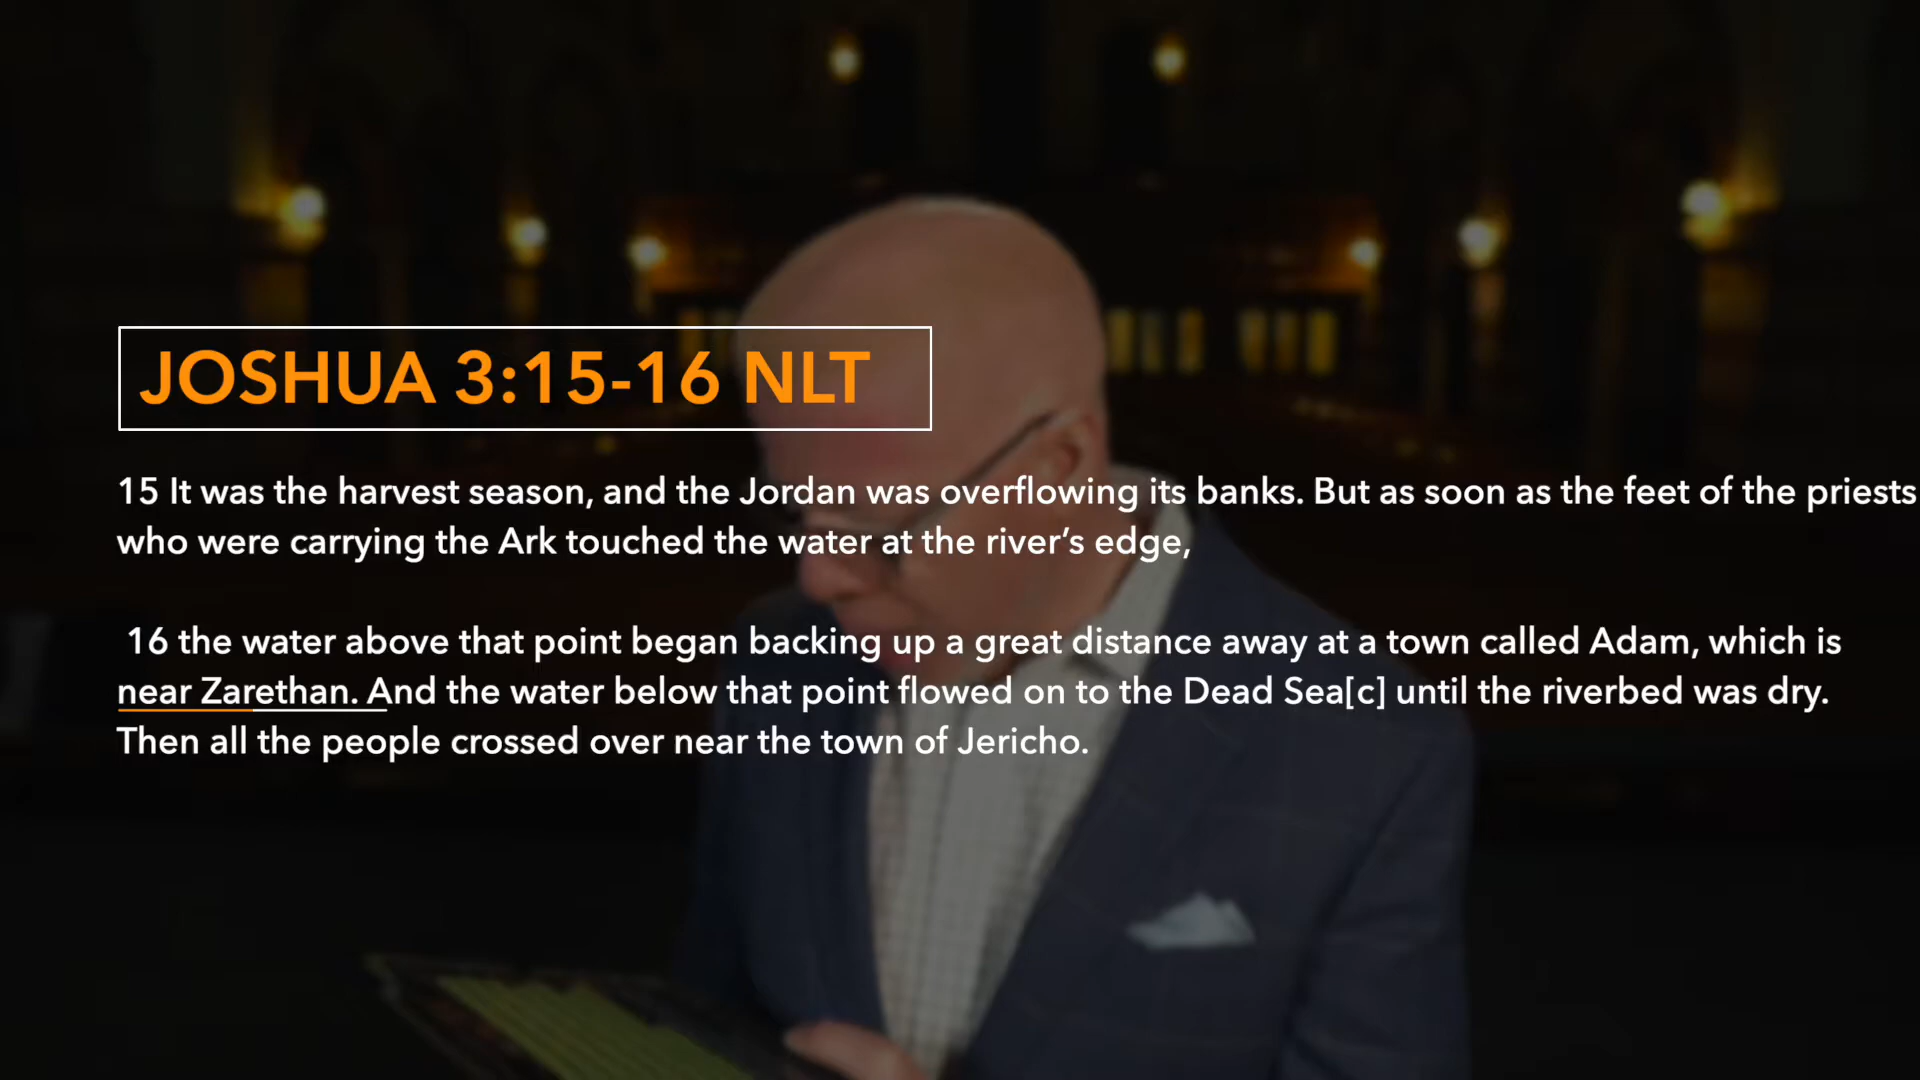 JOSHUA 3:15-16 NLT
15 It was the harvest season, and the Jordan was overflowing its banks. But as soon as the feet of the priests
who were carrying the Ark touched the water at the river’s edge,
16 the water above that point began backing up a great distance away at a town called Adam, which is
near Zarethan. And the water below that point flowed on to the Dead Sea[c] until the riverbed was dry.
Then all the people crossed over near the town of Jericho.